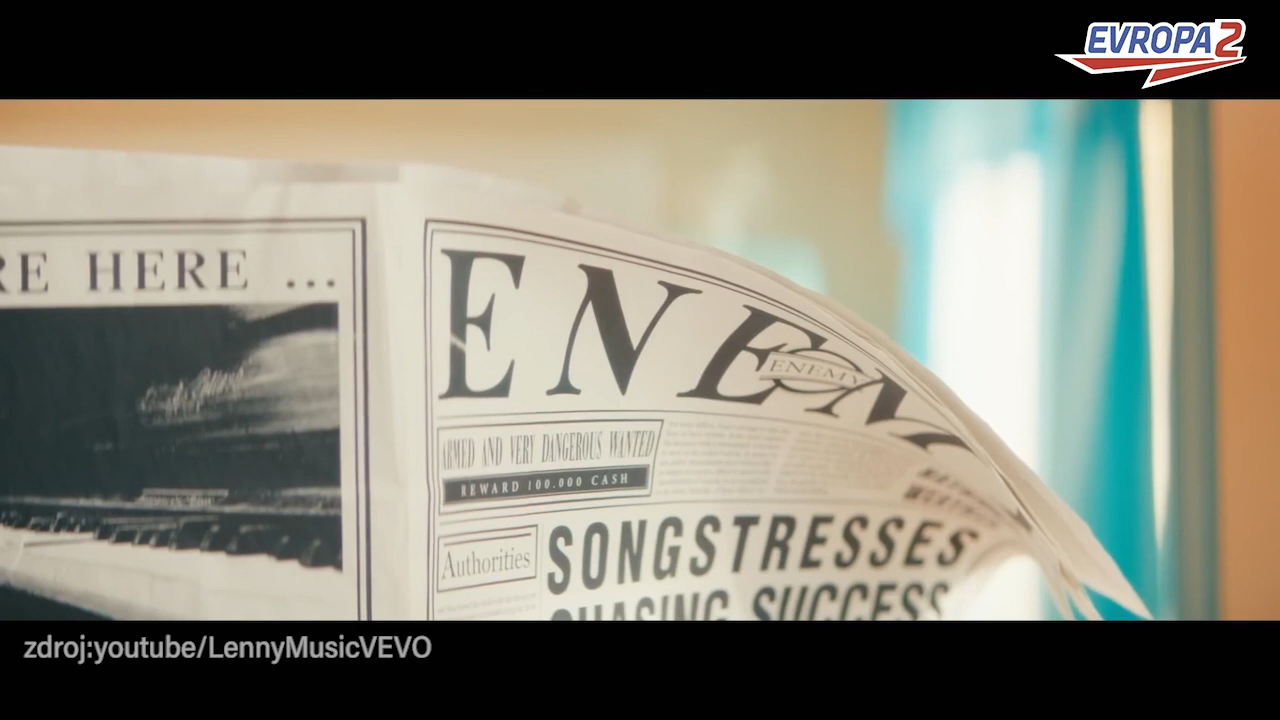 EVROPA 2
RE HERE ...
ENEM
ENEMY
ARMED AND VERY DANGEROUS WANTED
REWARD 100.000 CASH
Authorities
SONGSTRESSES
CHASING SUCCESS
zdroj:youtube/LennyMusicVEVO